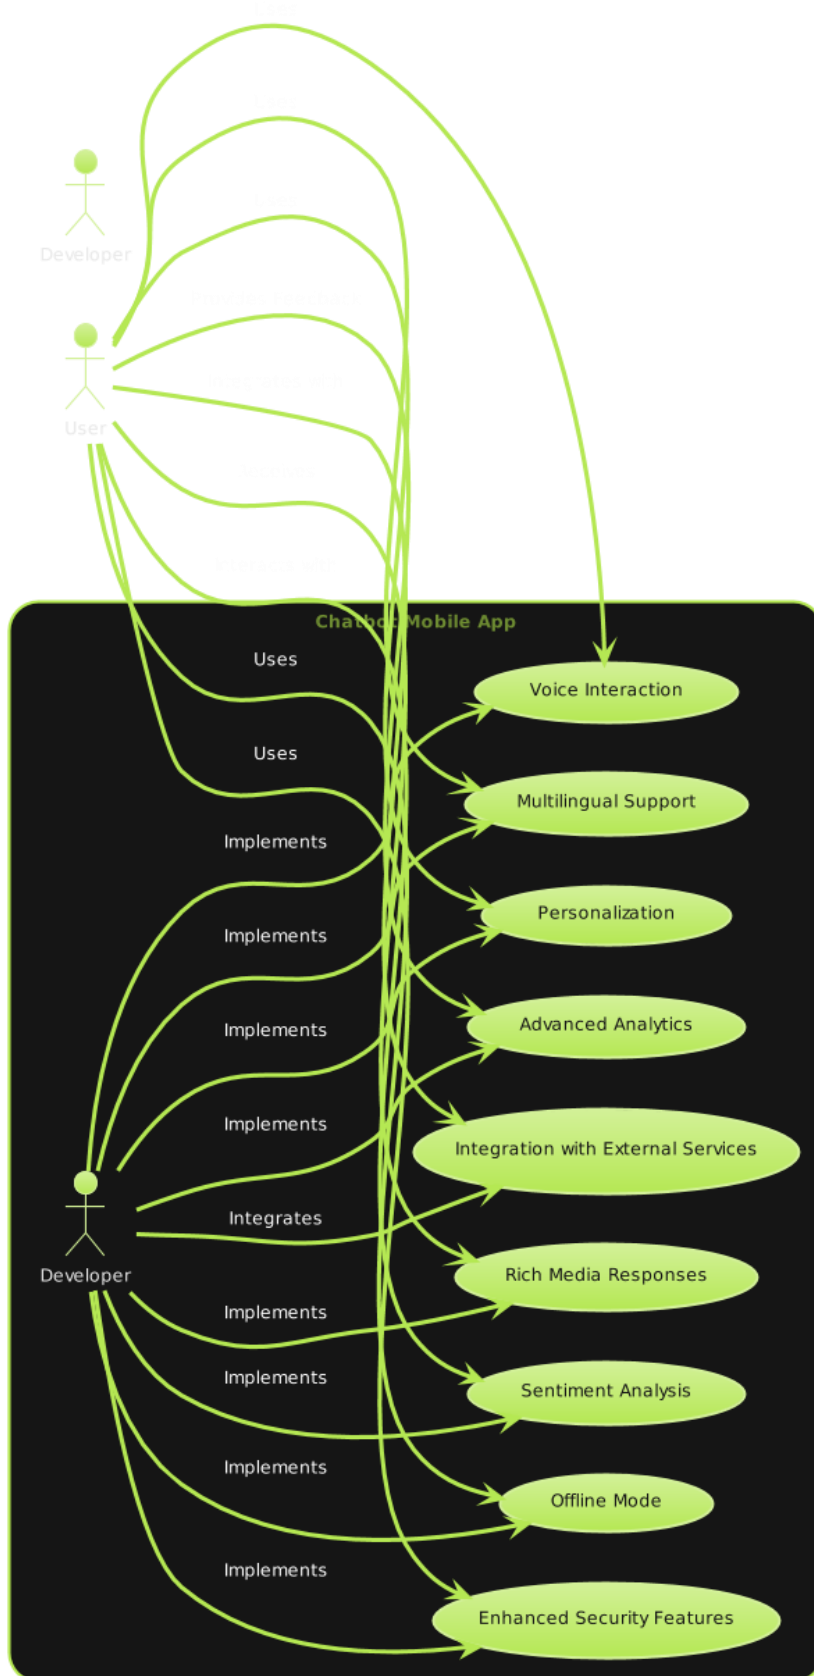 Developer
User
Chatbot Mobile App
Uses
Voice Interaction
Uses
Multilingual Support
Implements
Personalization
Implements
Advanced Analytics
Implements
Implements
Integration with External Services
Integrates
Developer
Rich Media Responses
Implements
Implements
Sentiment Analysis
Implements
Offline Mode
Implements
Enhanced Security Features